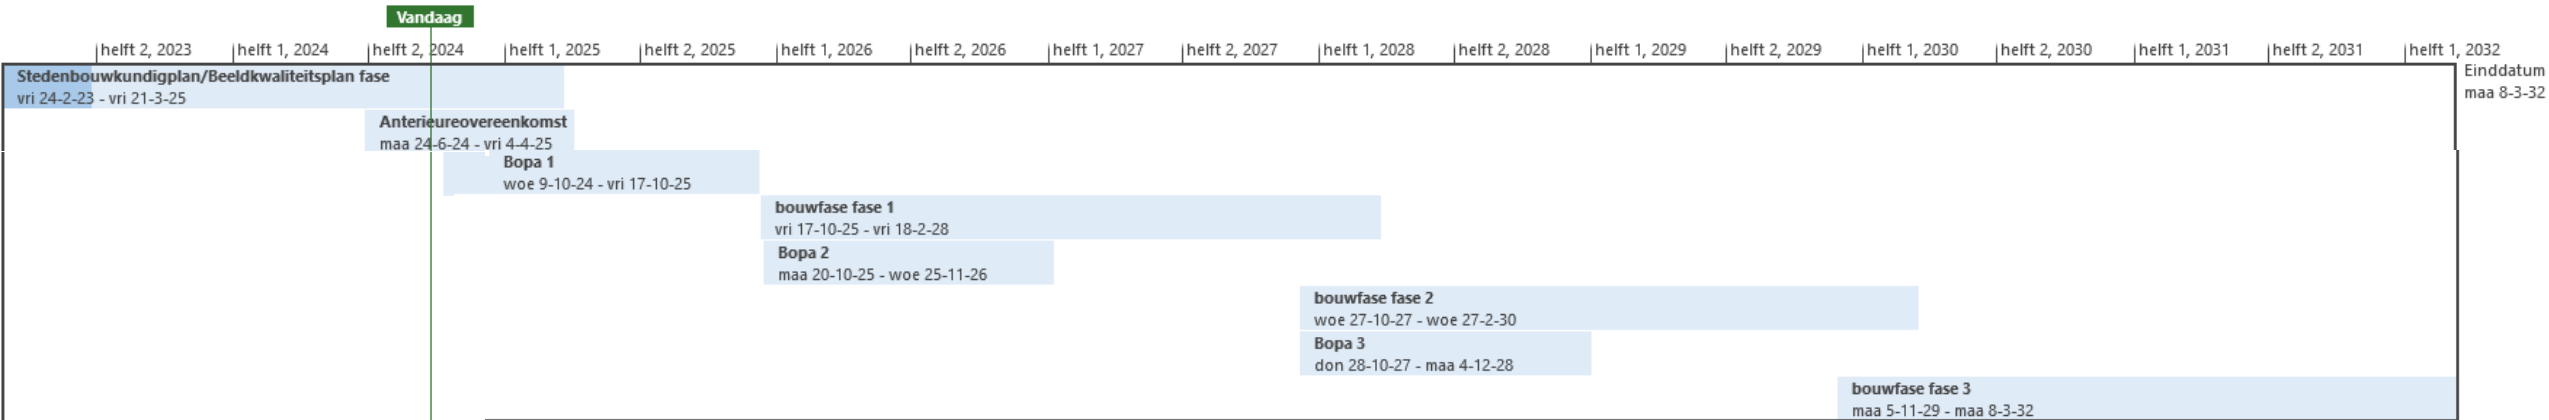 Vandaag
helft 2, 2023 helft 1, 2024 helft 2, 2024 helft 1, 2025 helft 2, 2025 helft 1, 2026 helft 2, 2026 helft 1, 2027 helft 2, 2027 helft 1, 2028 helft 2, 2028 helft 1, 2029 helft 2, 2029 helft 1, 2030 helft 2, 2030 helft 1, 2031 helft 2, 2031 helft 1, 2032
Stedenbouwkundigplan/Beeldkwaliteitsplan fase
vri 24-2-23 - vri 21-3-25
Einddatum
maa 8-3-32
Anterieureovereenkomst
maa 24-6-24 - vri 4-4-25
Bopa 1
woe 9-10-24 - vri 17-10-25
bouwfase fase 1
vri 17-10-25 - vri 18-2-28
Bopa 2
maa 20-10-25 - woe 25-11-26
bouwfase fase 2
woe 27-10-27 - woe 27-2-30
Bopa 3
don 28-10-27 - maa 4-12-28
bouwfase fase 3
maa 5-11-29 - maa 8-3-32